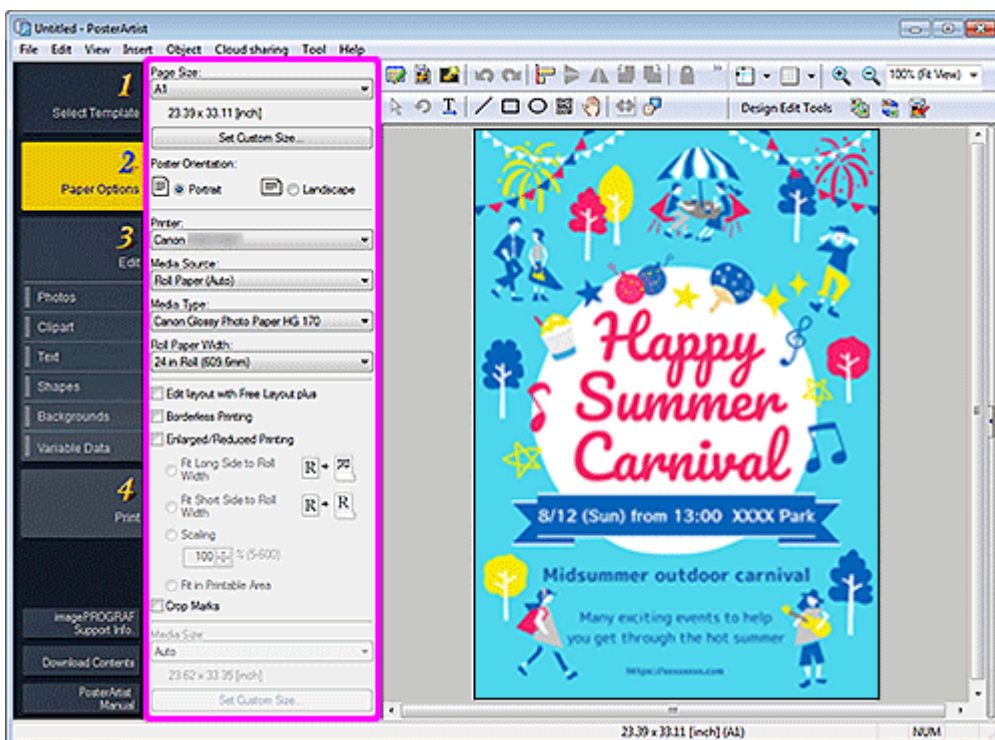 Untitled - PosterArtist
File Edit View Insert Object Cloud sharing Tool Help
1
Select Template
2
Paper Options
3
Edit
Photos
Clipart
Text
Shapes
Backgrounds
Variable Data
4
Print
imagePROGRAF
Support Info.
Download Contents
PosterArtist
Manual
Page Size:
A1
23.39 x 33.11 [inch]
Set Custom Size...
Poster Orientation:
Portrait Landscape
Printer:
Canon
Media Source:
Roll Paper (Auto)
Media Type:
Canon Glossy Photo Paper HG 170
Roll Paper Width:
24 in Roll (609.6mm)
Edit layout with Free Layout plus
Borderless Printing
Enlarged/Reduced Printing
Fit Long Side to Roll
Width
Fit Short Side to Roll
Width
Scaling
100 % (5-600)
Fit in Printable Area
Crop Marks
Media Size:
Auto
23.62 x 33.35 [inch]
Set Custom Size...
100% (Fit View)
Design Edit Tools
Happy
Summer
Carnival
8/12 (Sun) from 13:00 XXXX Park
Midsummer outdoor carnival
Many exciting events to help
you get through the hot summer
23.39 x 33.11 [inch] (A1) NUM